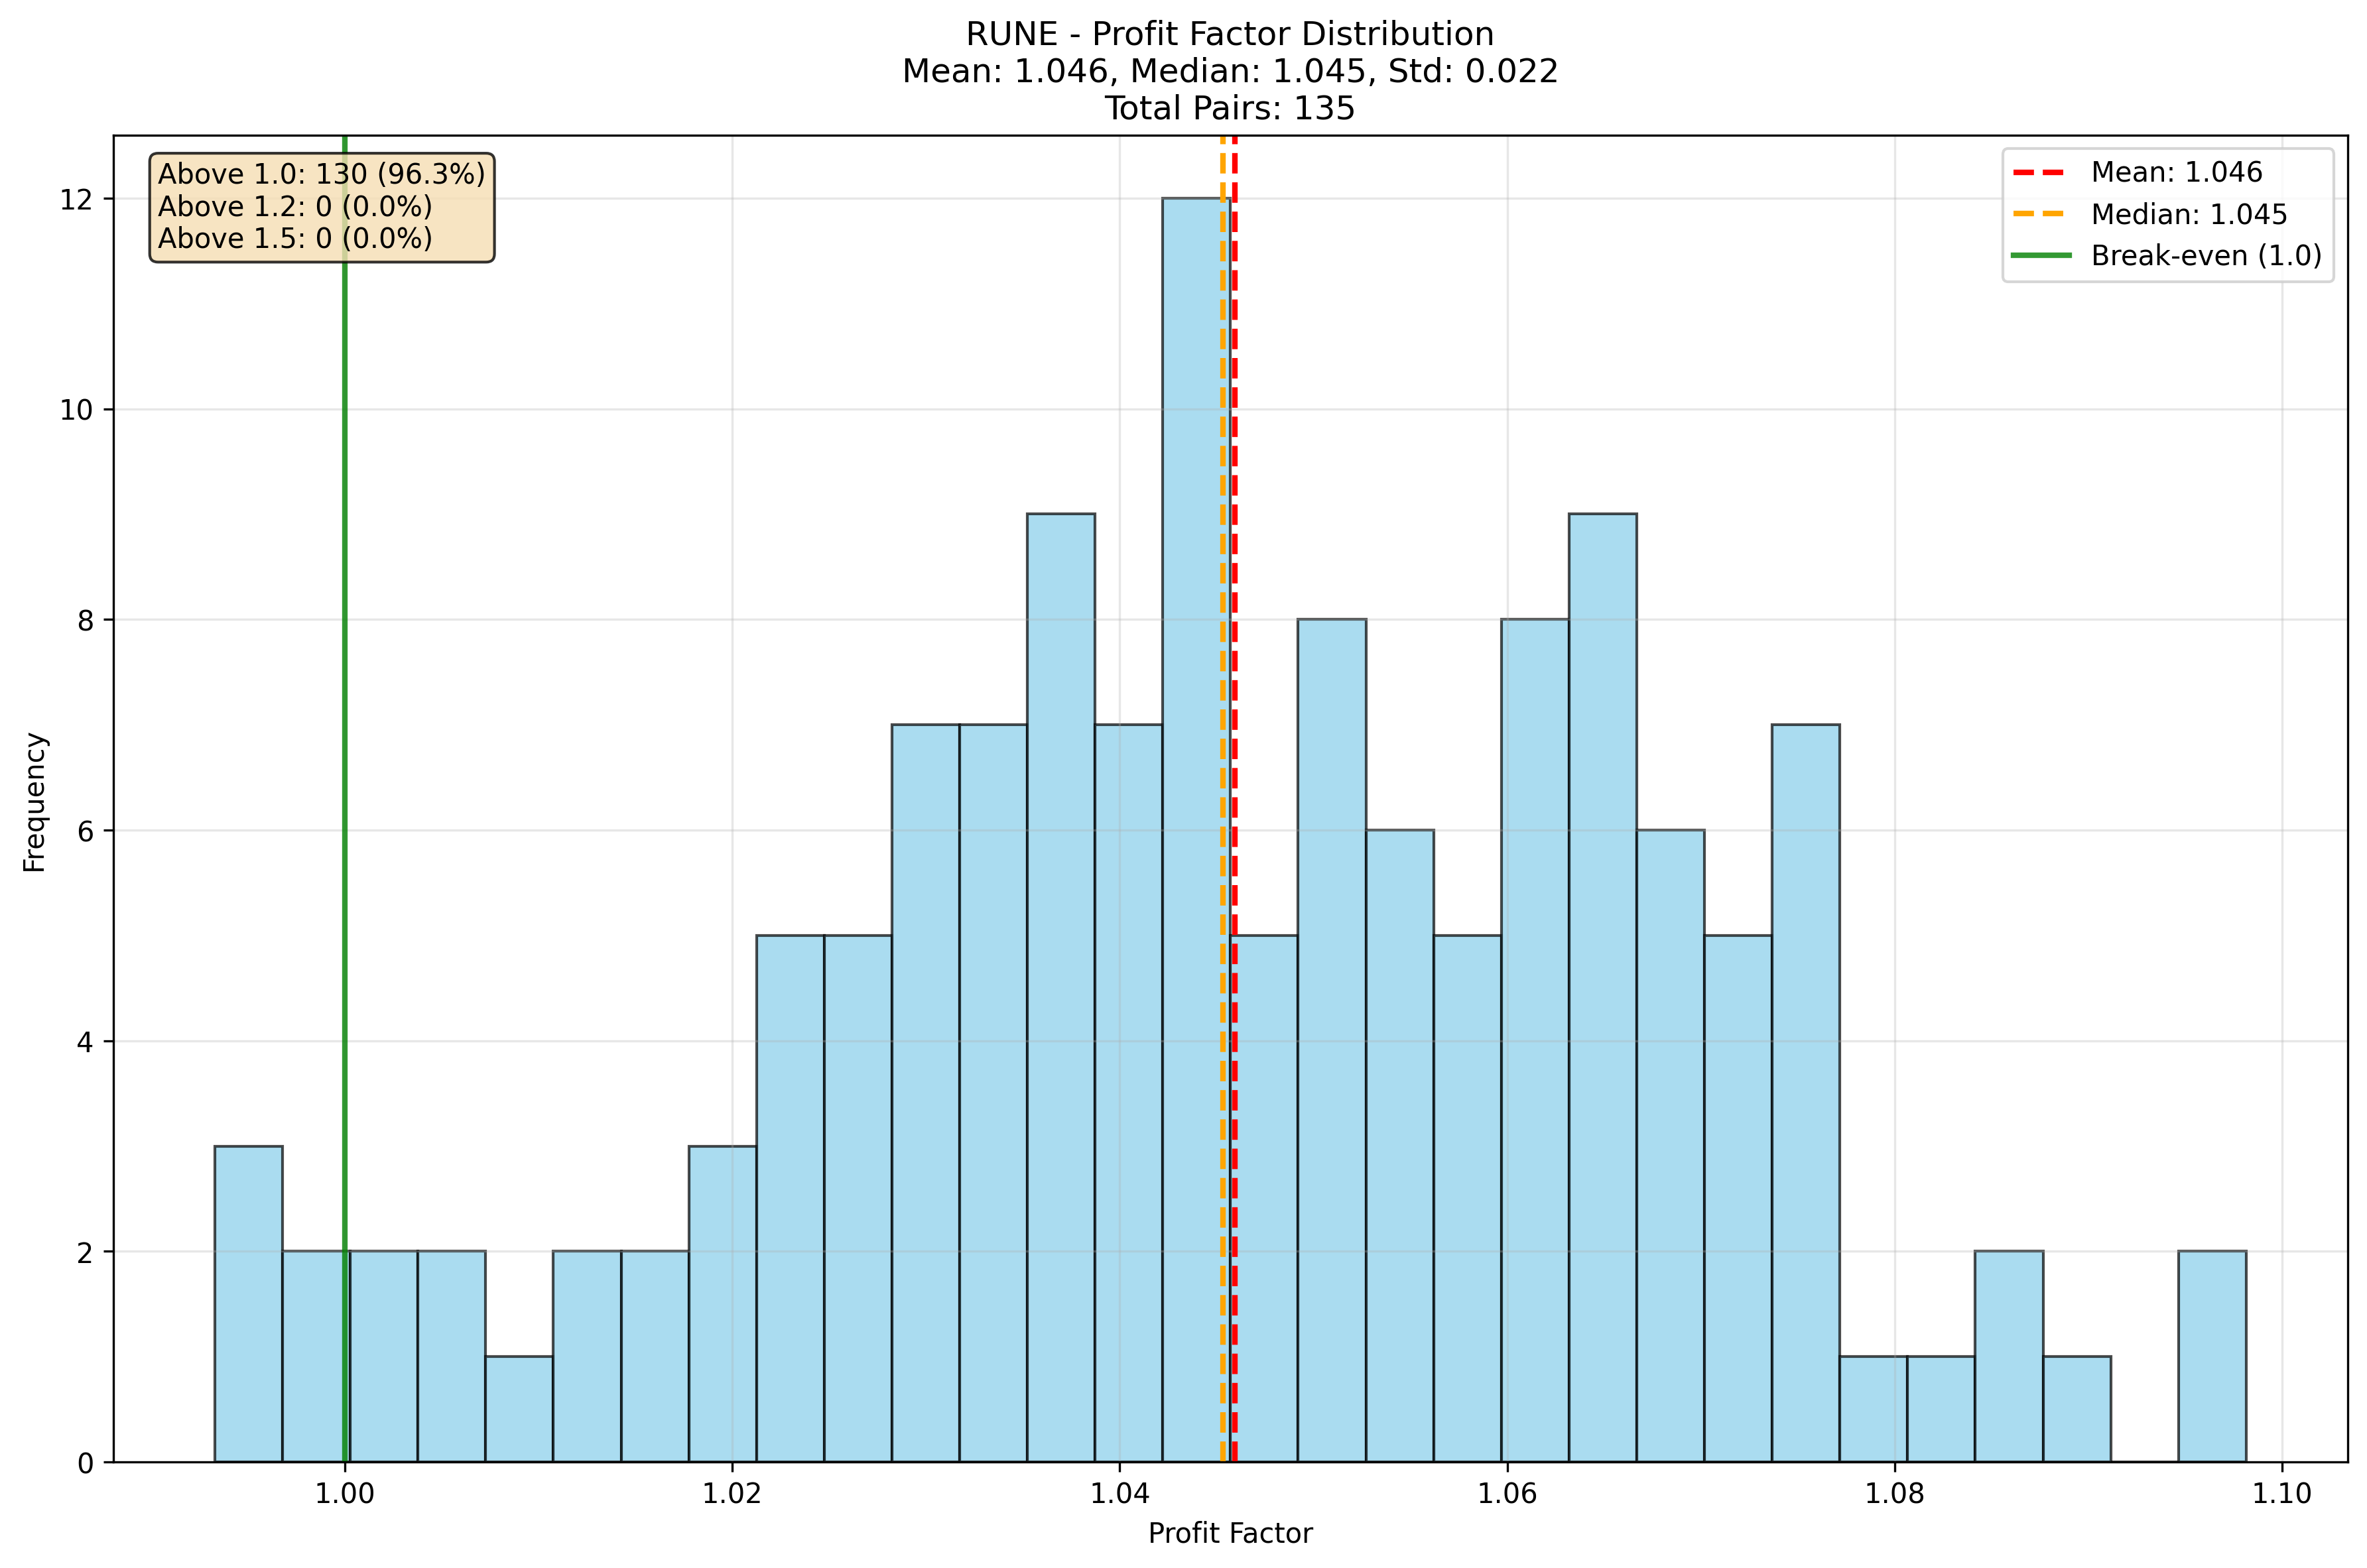 RUNE - Profit Factor Distribution
Mean: 1.046, Median: 1.045, Std: 0.022
Total Pairs: 135
Above 1.0: 130 (96.3%)
Above 1.2: 0 (0.0%)
Above 1.5: 0 (0.0%)
Mean: 1.046
Median: 1.045
Break-even (1.0)
12
10
8
6
4
2
0
Frequency
1.00
1.02
1.04
1.06
1.08
1.10
Profit Factor